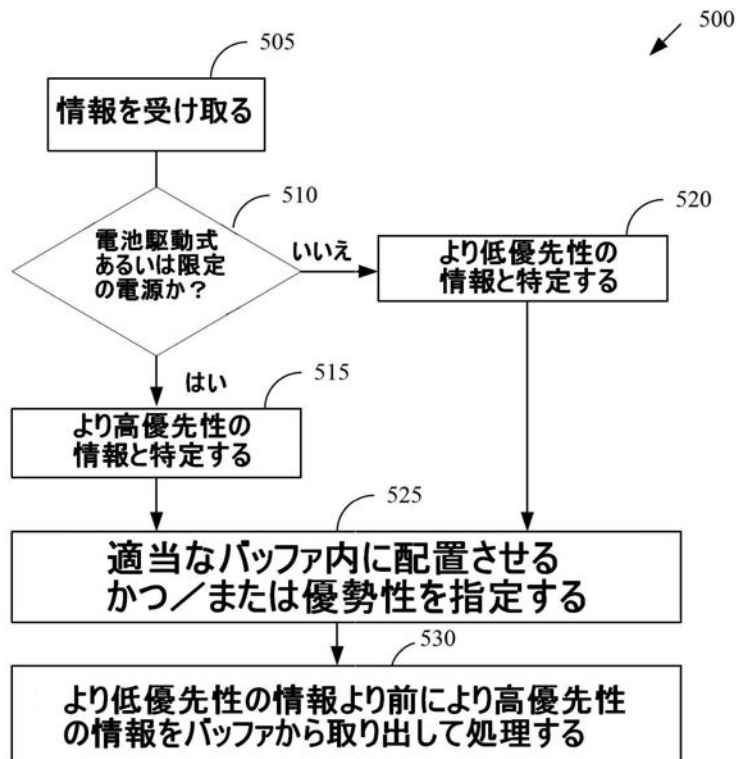 500
505
情報を受け取る
510
電池駆動式
あるいは限定
の電源か？
いいえ
520
より低優先性の
情報と特定する
はい
515
より高優先性の
情報と特定する
525
適当なバッファ内に配置させる
かつ／または優勢性を指定する
530
より低優先性の情報より前により高優先性
の情報をバッファから取り出して処理する